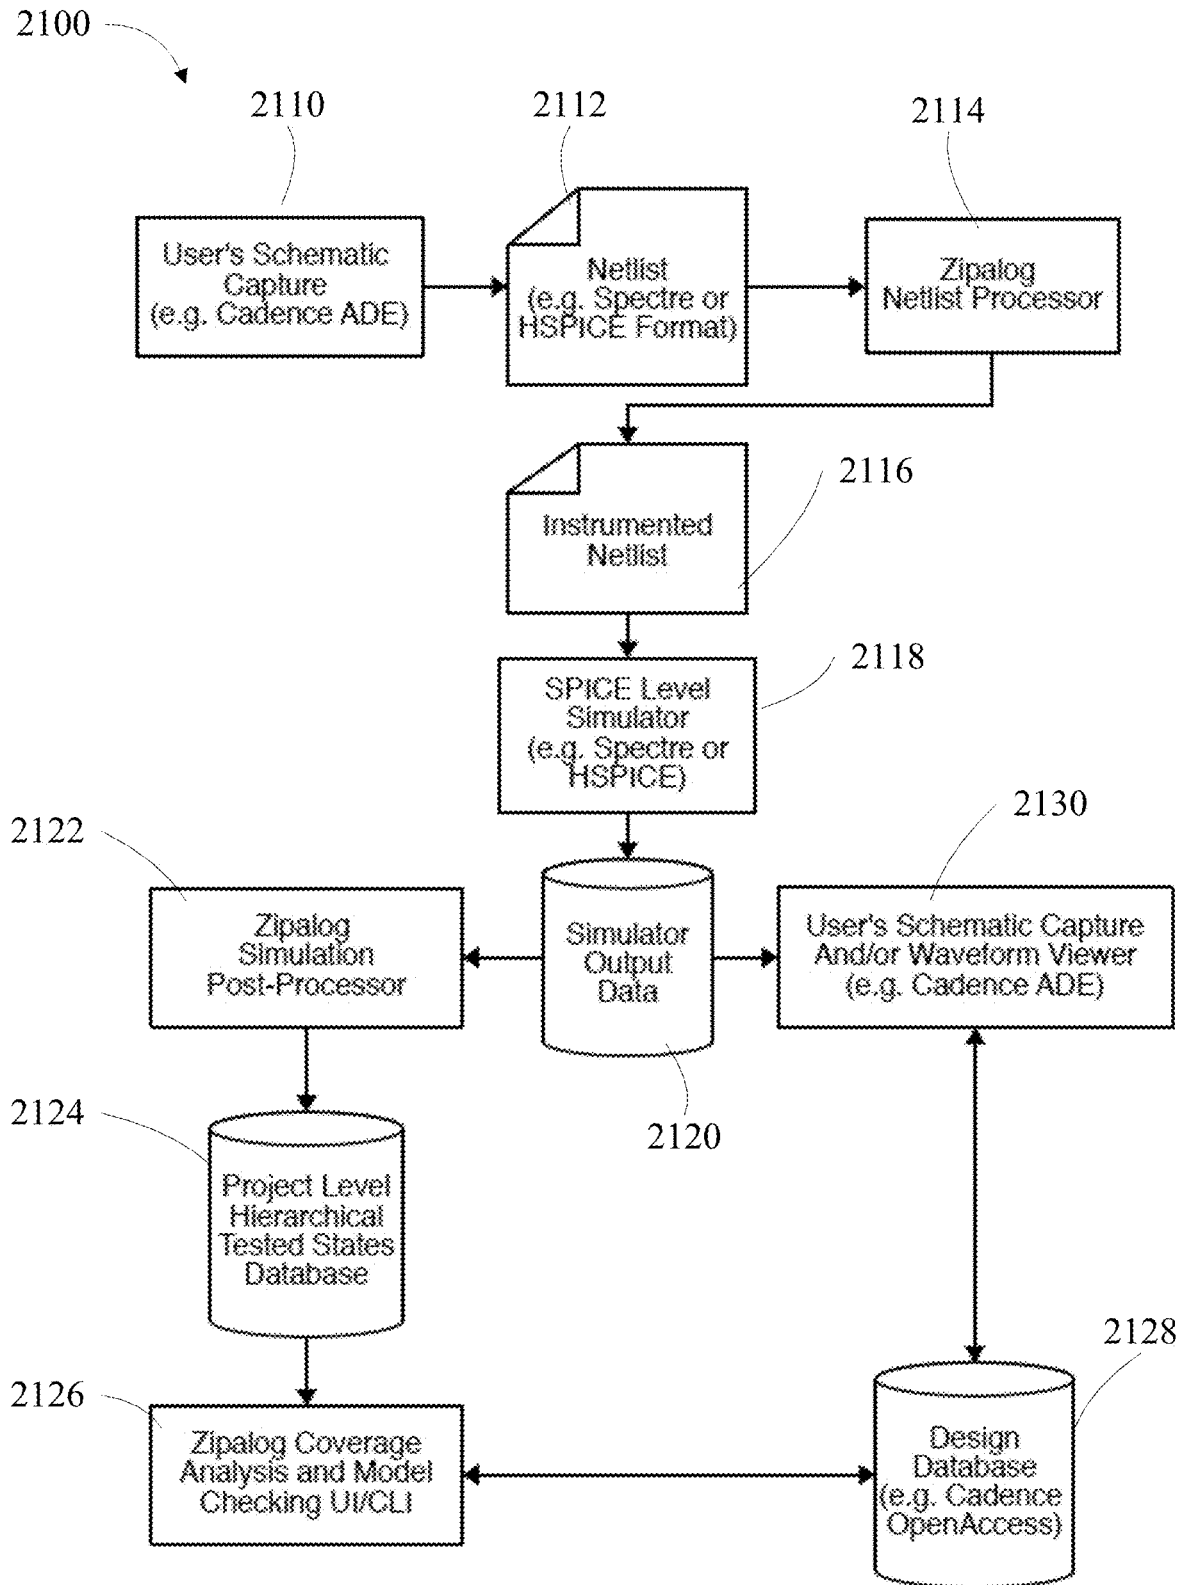 2100
2110
2112
2114
User's Schematic
Capture
(e.g. Cadence ADE)
Netlist
(e.g. Spectre or
HSPICE Format)
Zipalog
Netlist Processor
2116
Instrumented
Netlist
2118
SPICE Level
Simulator
(e.g. Spectre or
HSPICE)
2122
2130
Zipalog
Simulation
Post-Processor
Simulator
Output
Data
User's Schematic Capture
And/or Waveform Viewer
(e.g. Cadence ADE)
2124
2120
Project Level
Hierarchical
Tested States
Database
2128
2126
Zipalog Coverage
Analysis and Model
Checking UI/CLI
Design
Database
(e.g. Cadence
OpenAccess)